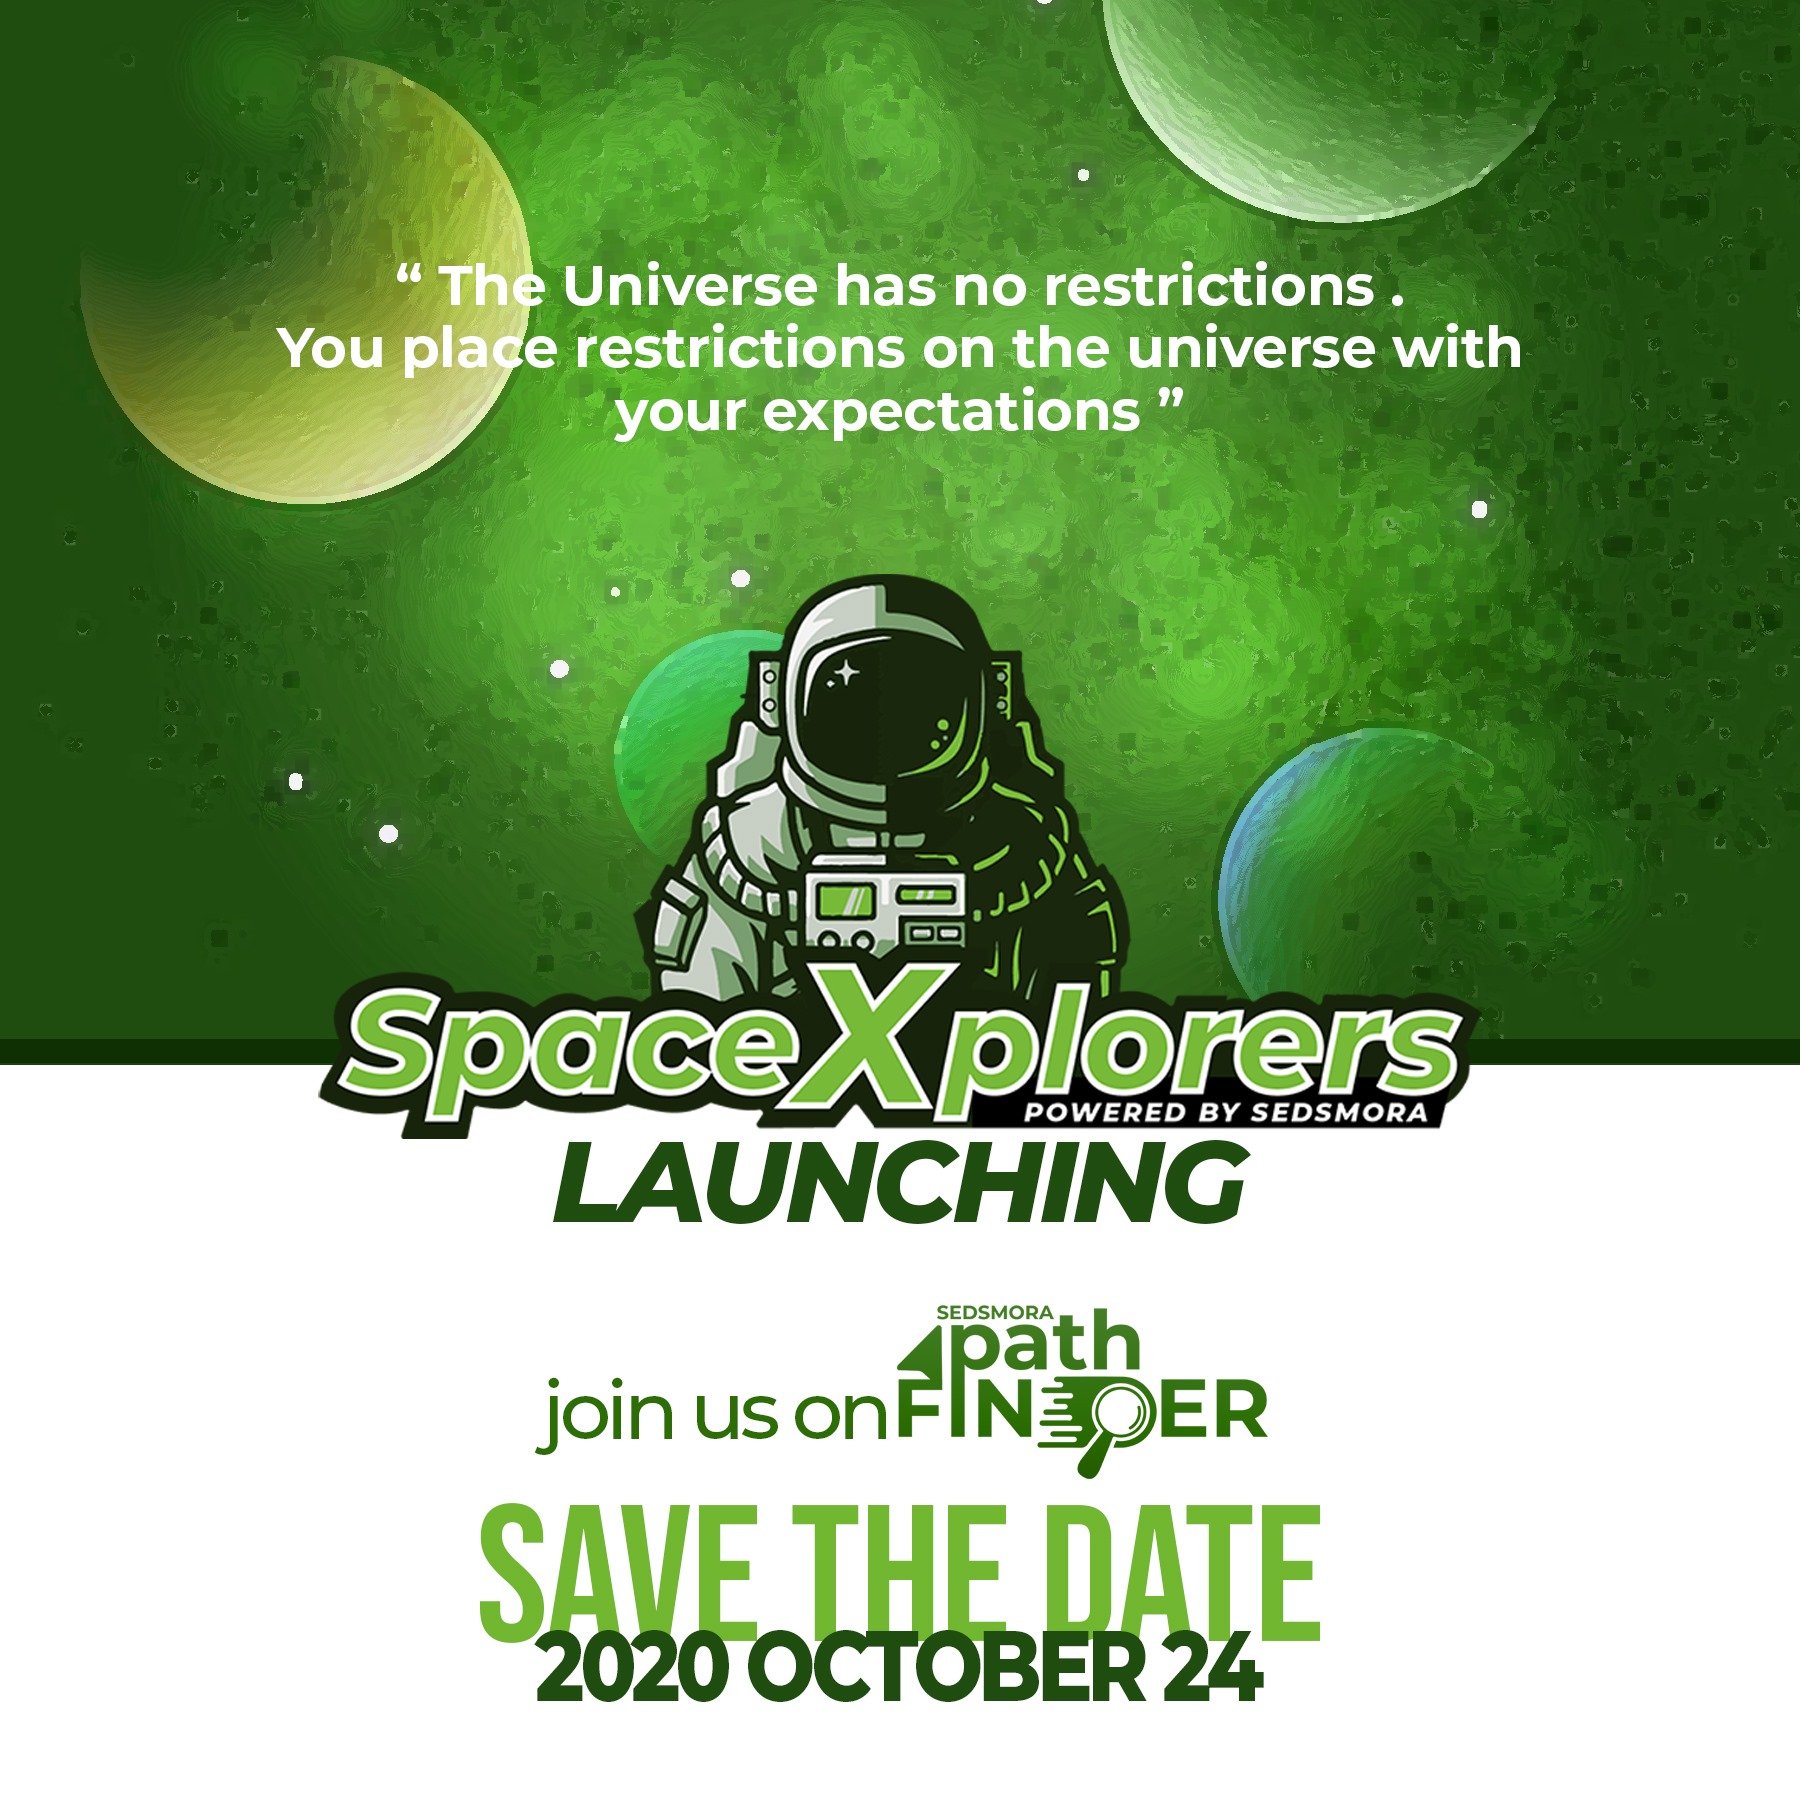 “ The Universe has no restrictions .
You place restrictions on the universe with
your expectations ”
SpaceXplorers
POWERED BY SEDSMORA
LAUNCHING
SEDSMORA
path
join us on FINDER
SAVE THE DATE
2020 OCTOBER 24